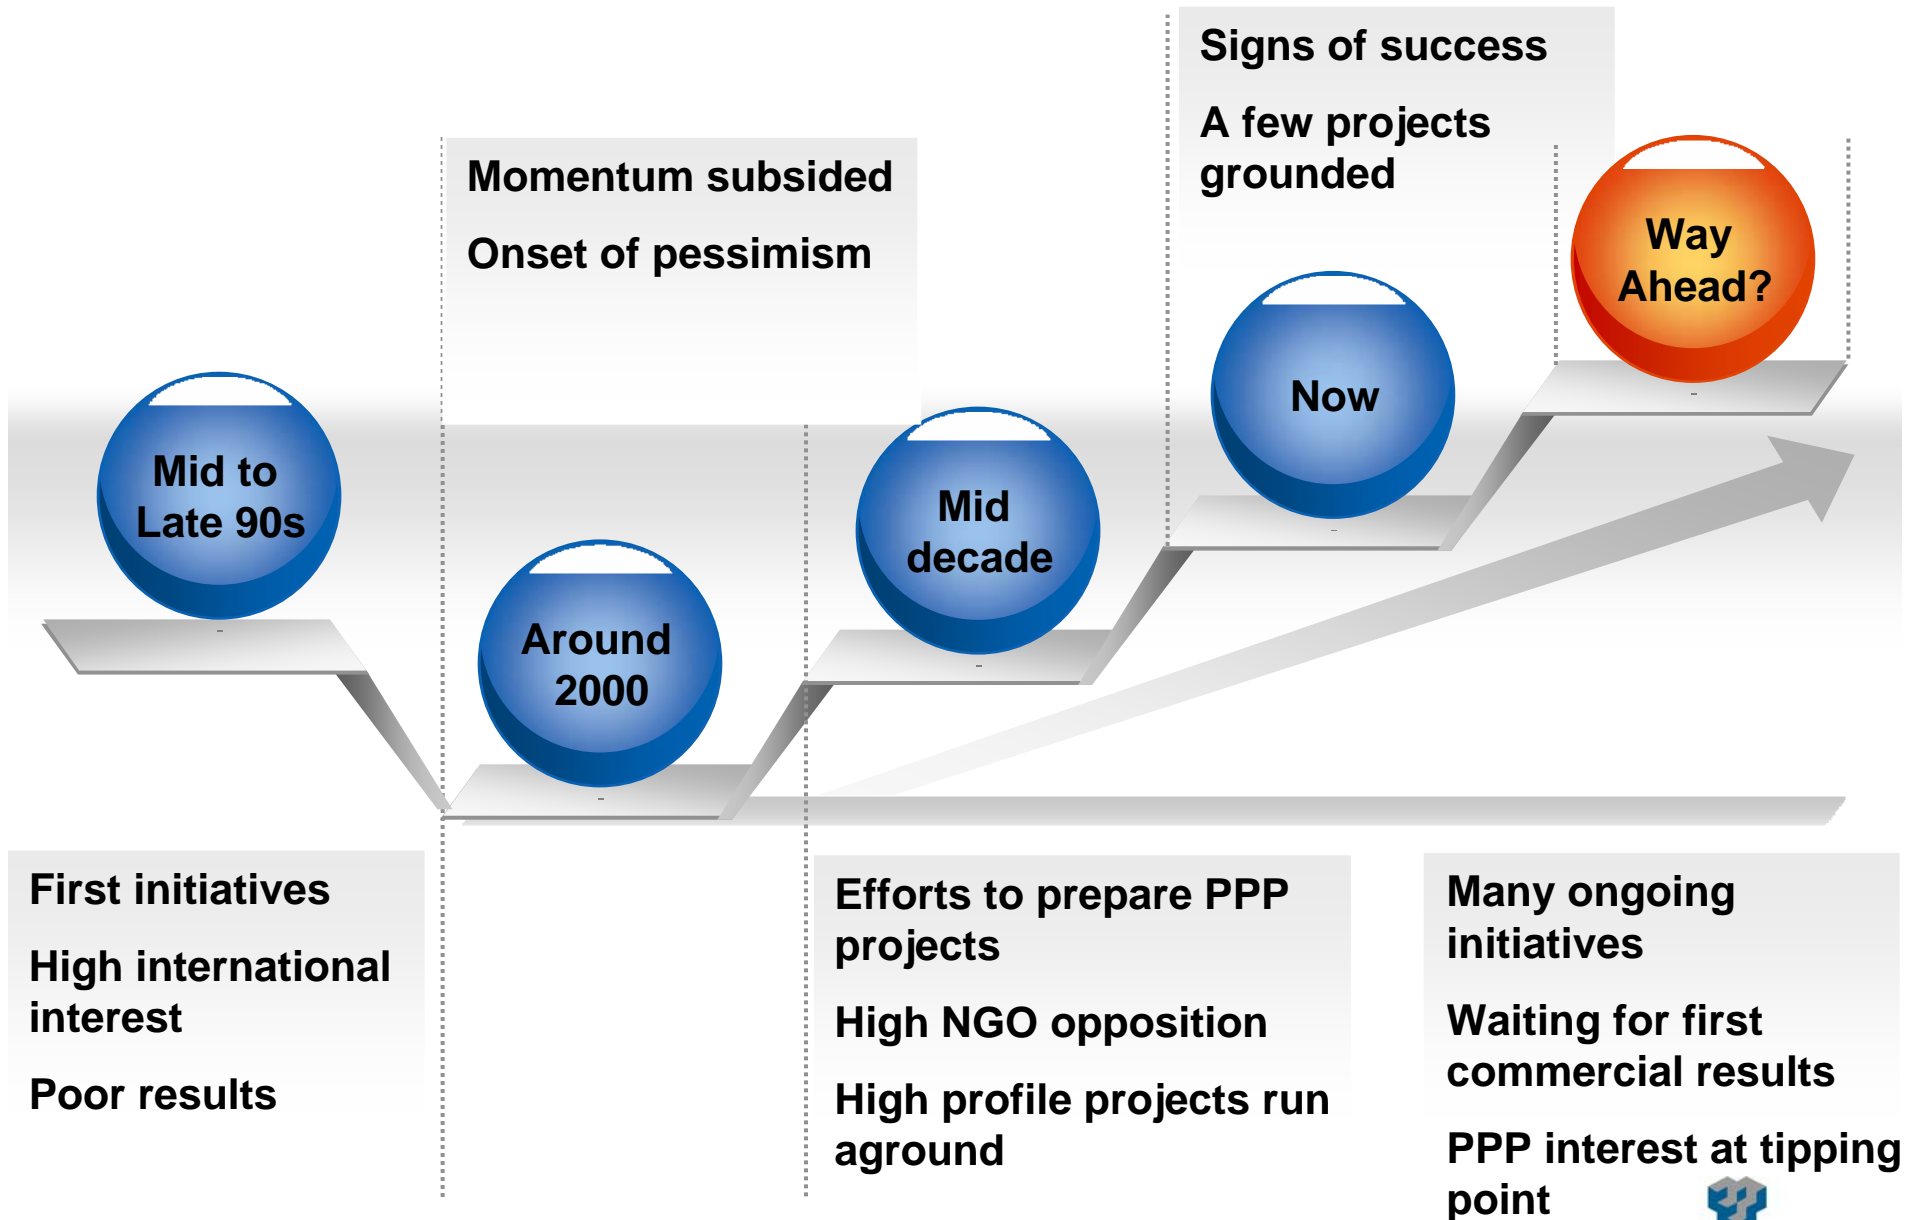 Signs of success
A few projects
grounded
Momentum subsided
Onset of pessimism
Way
Ahead?
Now
Mid to
Late 90s
Mid
decade
Around
2000
First initiatives
High international
interest
Poor results
Efforts to prepare PPP
projects
High NGO opposition
High profile projects run
aground
Many ongoing
initiatives
Waiting for first
commercial results
PPP interest at tipping
point